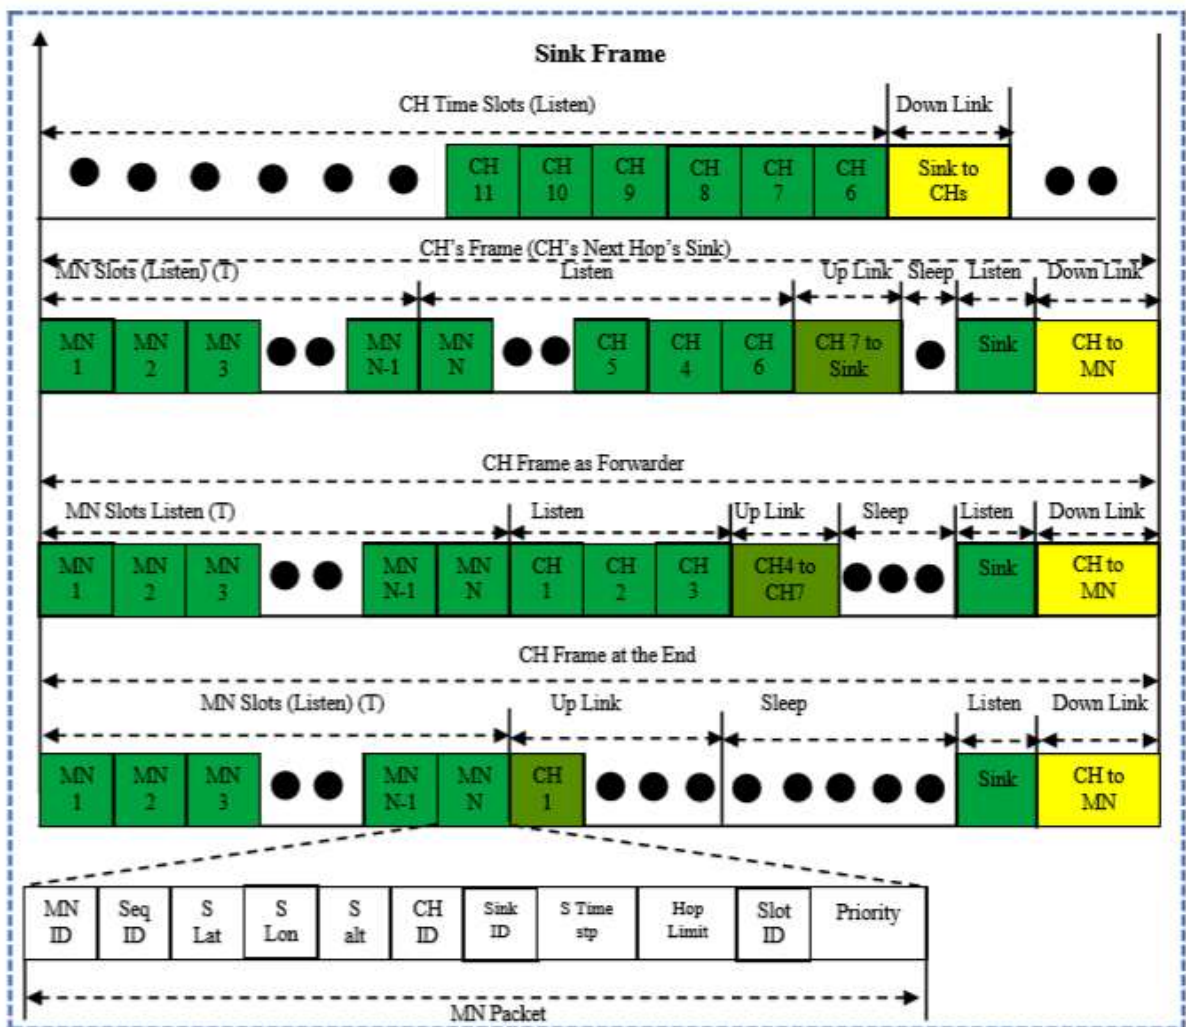 Sink Frame
CH Time Slots (Listen) Down Link
CH 11 CH 10 CH 9 CH 8 CH 7 CH 6 Sink to CHs
CH's Frame (CH's Next Hop's Sink)
MN Slots (Listen) (T) Listen Up Link Sleep Listen Down Link
MN 1 MN 2 MN 3 MN N-1 MN N CH 5 CH 4 CH 6 CH 7 to Sink Sink CH to MN
CH Frame as Forwarder
MN Slots Listen (T) Listen Up Link Sleep Listen Down Link
MN 1 MN 2 MN 3 MN N-1 MN N CH 1 CH 2 CH 3 CH4 to CH7 Sink CH to MN
CH Frame at the End
MN Slots (Listen) (T) Up Link Sleep Listen Down Link
MN 1 MN 2 MN 3 MN N-1 MN N CH 1 Sink CH to MN
MN ID Seq ID S Lat S Lon S alt CH ID Sink ID S Time stp Hop Limit Slot ID Priority
MN Packet